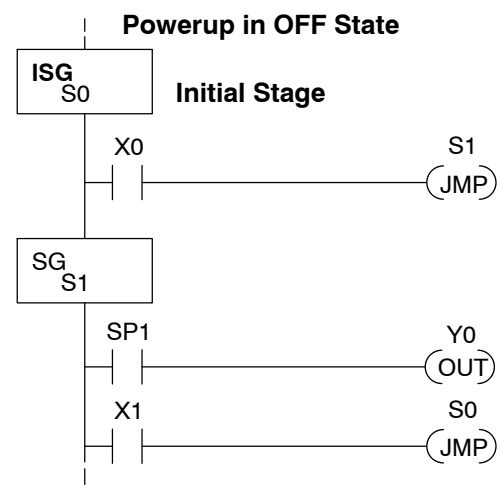 Powerup in OFF State
ISG
S0
Initial Stage
X0
S1
JMP
SG
S1
SP1
Y0
OUT
X1
S0
JMP